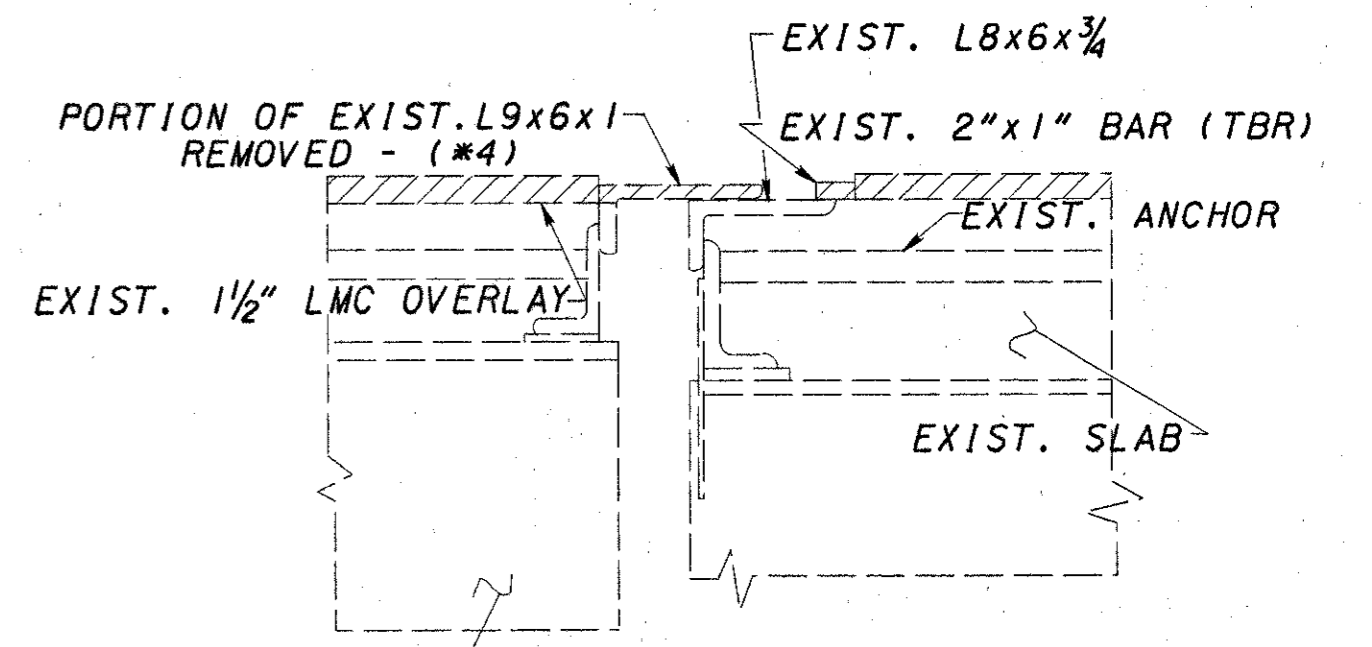 EXIST. L8x6x¾
PORTION OF EXIST. L9x6x1
REMOVED - (*4)
EXIST. 2"x1" BAR (TBR)
EXIST. ANCHOR
EXIST. 1½" LMC OVERLAY
EXIST. SLAB